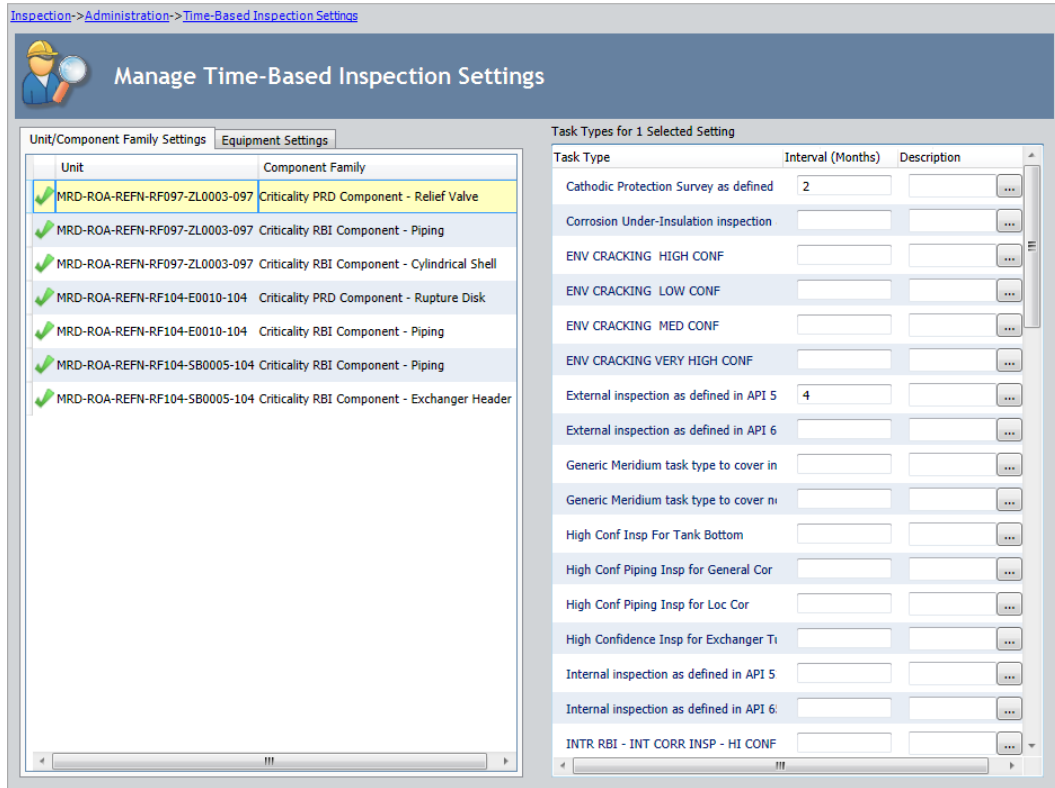 Inspection->Administration->Time-Based Inspection Settings
Manage Time-Based Inspection Settings
Unit/Component Family Settings Equipment Settings
Unit Component Family
MRD-ROA-REFN-RF097-ZL0003-097 Criticality PRD Component - Relief Valve
MRD-ROA-REFN-RF097-ZL0003-097 Criticality RBI Component - Piping
MRD-ROA-REFN-RF097-ZL0003-097 Criticality RBI Component - Cylindrical Shell
MRD-ROA-REFN-RF104-E0010-104 Criticality PRD Component - Rupture Disk
MRD-ROA-REFN-RF104-E0010-104 Criticality RBI Component - Piping
MRD-ROA-REFN-RF104-SB0005-104 Criticality RBI Component - Piping
MRD-ROA-REFN-RF104-SB0005-104 Criticality RBI Component - Exchanger Header
Task Types for 1 Selected Setting
Task Type Interval (Months) Description
Cathodic Protection Survey as defined 2 ...
Corrosion Under-Insulation inspection ...
ENV CRACKING HIGH CONF ...
ENV CRACKING LOW CONF ...
ENV CRACKING MED CONF ...
ENV CRACKING VERY HIGH CONF ...
External inspection as defined in API 5 4 ...
External inspection as defined in API 6 ...
Generic Meridium task type to cover in ...
Generic Meridium task type to cover ...
High Conf Insp For Tank Bottom ...
High Conf Piping Insp for General Cor ...
High Conf Piping Insp for Loc Cor ...
High Confidence Insp for Exchanger ...
Internal inspection as defined in API 5 ...
Internal inspection as defined in API 6 ...
INTR RBI - INT CORR INSP - HI CONF ...